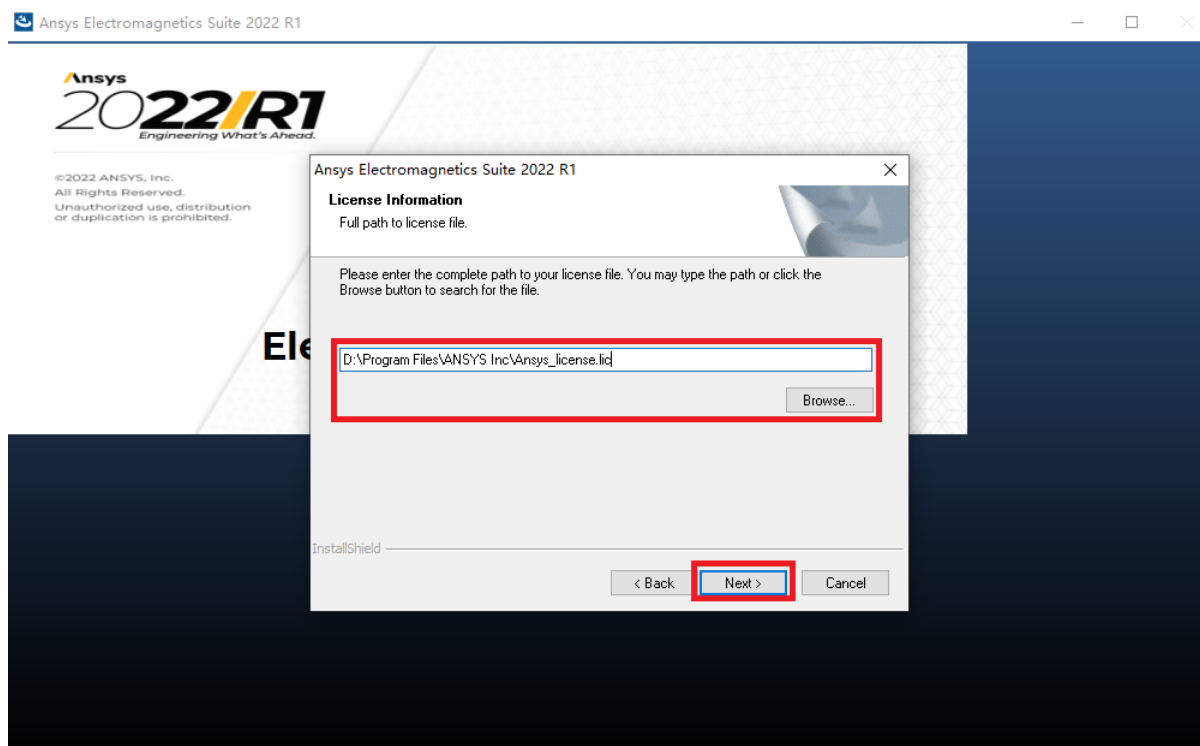 Ansys Electromagnetics Suite 2022 R1
Ansys
2022/R1
Engineering What's Ahead.
©2022 ANSYS, Inc.
All Rights Reserved.
Unauthorized use, distribution
or duplication is prohibited.
Ele
Ansys Electromagnetics Suite 2022 R1
License Information
Full path to license file.
Please enter the complete path to your license file. You may type the path or click the
Browse button to search for the file.
D:\Program Files\ANSYS Inc\Ansys_license.lic
Browse...
InstallShield
< Back Next > Cancel